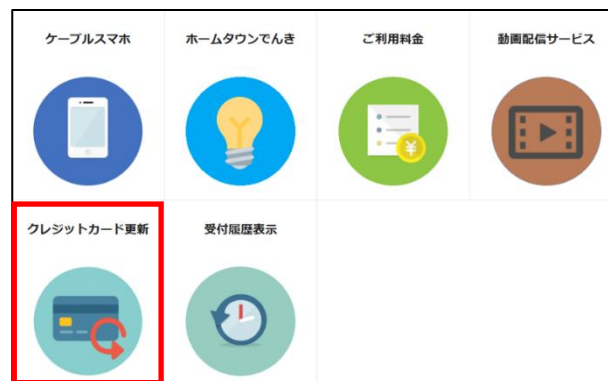 ケーブルスマホ
ホームタウンでんき
ご利用料金
動画配信サービス
¥
クレジットカード更新
受付履歴表示